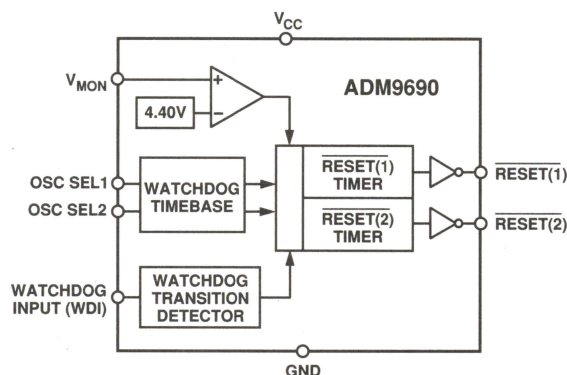 VCC
VMON
+
4.40V
−
ADM9690
OSC SEL1
OSC SEL2
WATCHDOG
TIMEBASE
RESET(1)
TIMER
RESET(2)
TIMER
RESET(1)
RESET(2)
WATCHDOG
INPUT (WDI)
WATCHDOG
TRANSITION
DETECTOR
GND